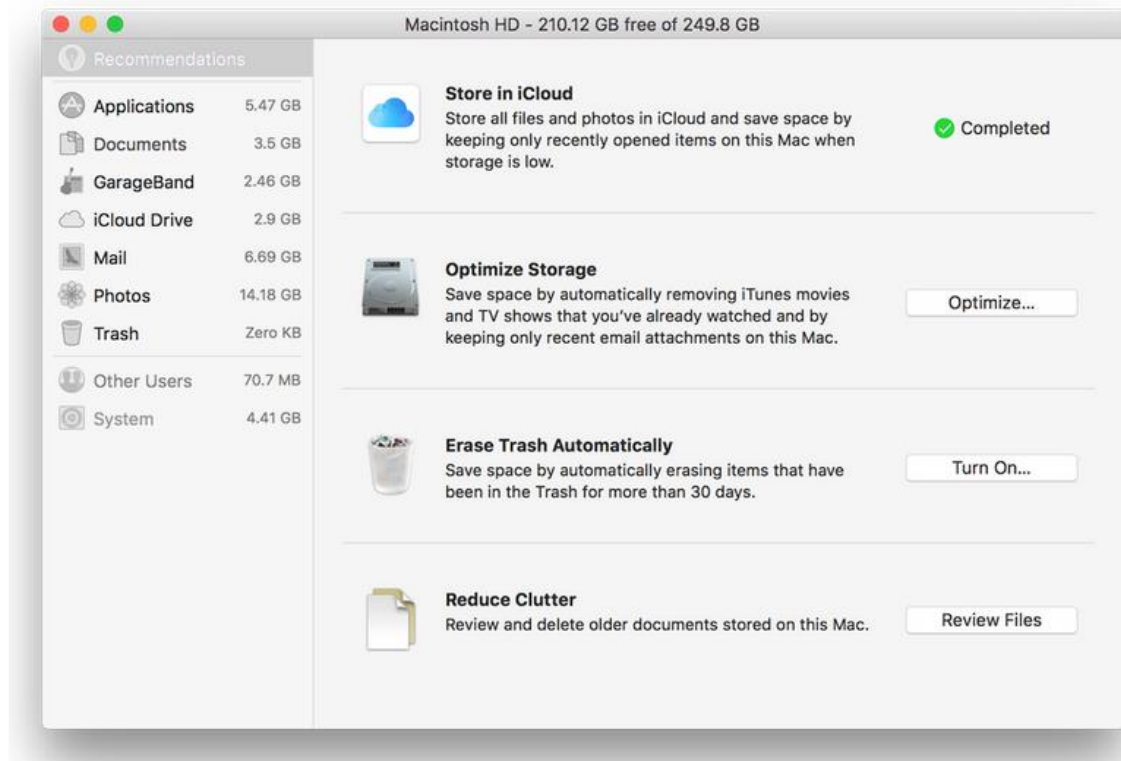 Macintosh HD - 210.12 GB free of 249.8 GB
Recommendations
Applications 5.47 GB
Documents 3.5 GB
GarageBand 2.46 GB
iCloud Drive 2.9 GB
Mail 6.69 GB
Photos 14.18 GB
Trash Zero KB
Other Users 70.7 MB
System 4.41 GB
Store in iCloud
Store all files and photos in iCloud and save space by
keeping only recently opened items on this Mac when
storage is low.
Completed
Optimize Storage
Save space by automatically removing iTunes movies
and TV shows that you’ve already watched and by
keeping only recent email attachments on this Mac.
Optimize...
Erase Trash Automatically
Save space by automatically erasing items that have
been in the Trash for more than 30 days.
Turn On...
Reduce Clutter
Review and delete older documents stored on this Mac.
Review Files